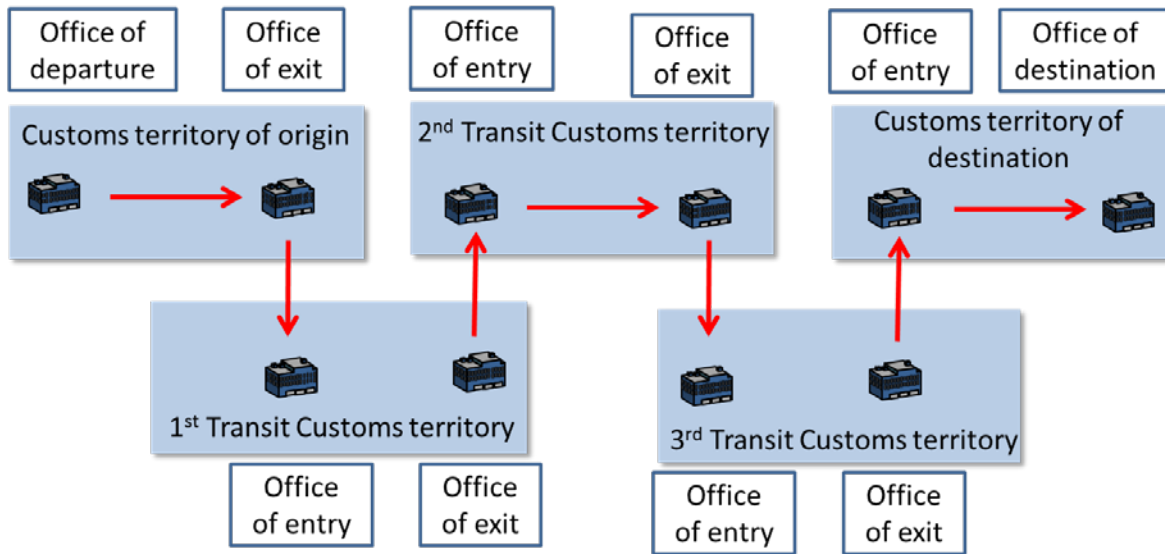 Office of
departure
Office
of exit
Office
of entry
Office
of exit
Office
of entry
Office of
destination
Customs territory of origin
2nd Transit Customs territory
Customs territory of
destination
1st Transit Customs territory
3rd Transit Customs territory
Office
of entry
Office
of exit
Office
of entry
Office
of exit